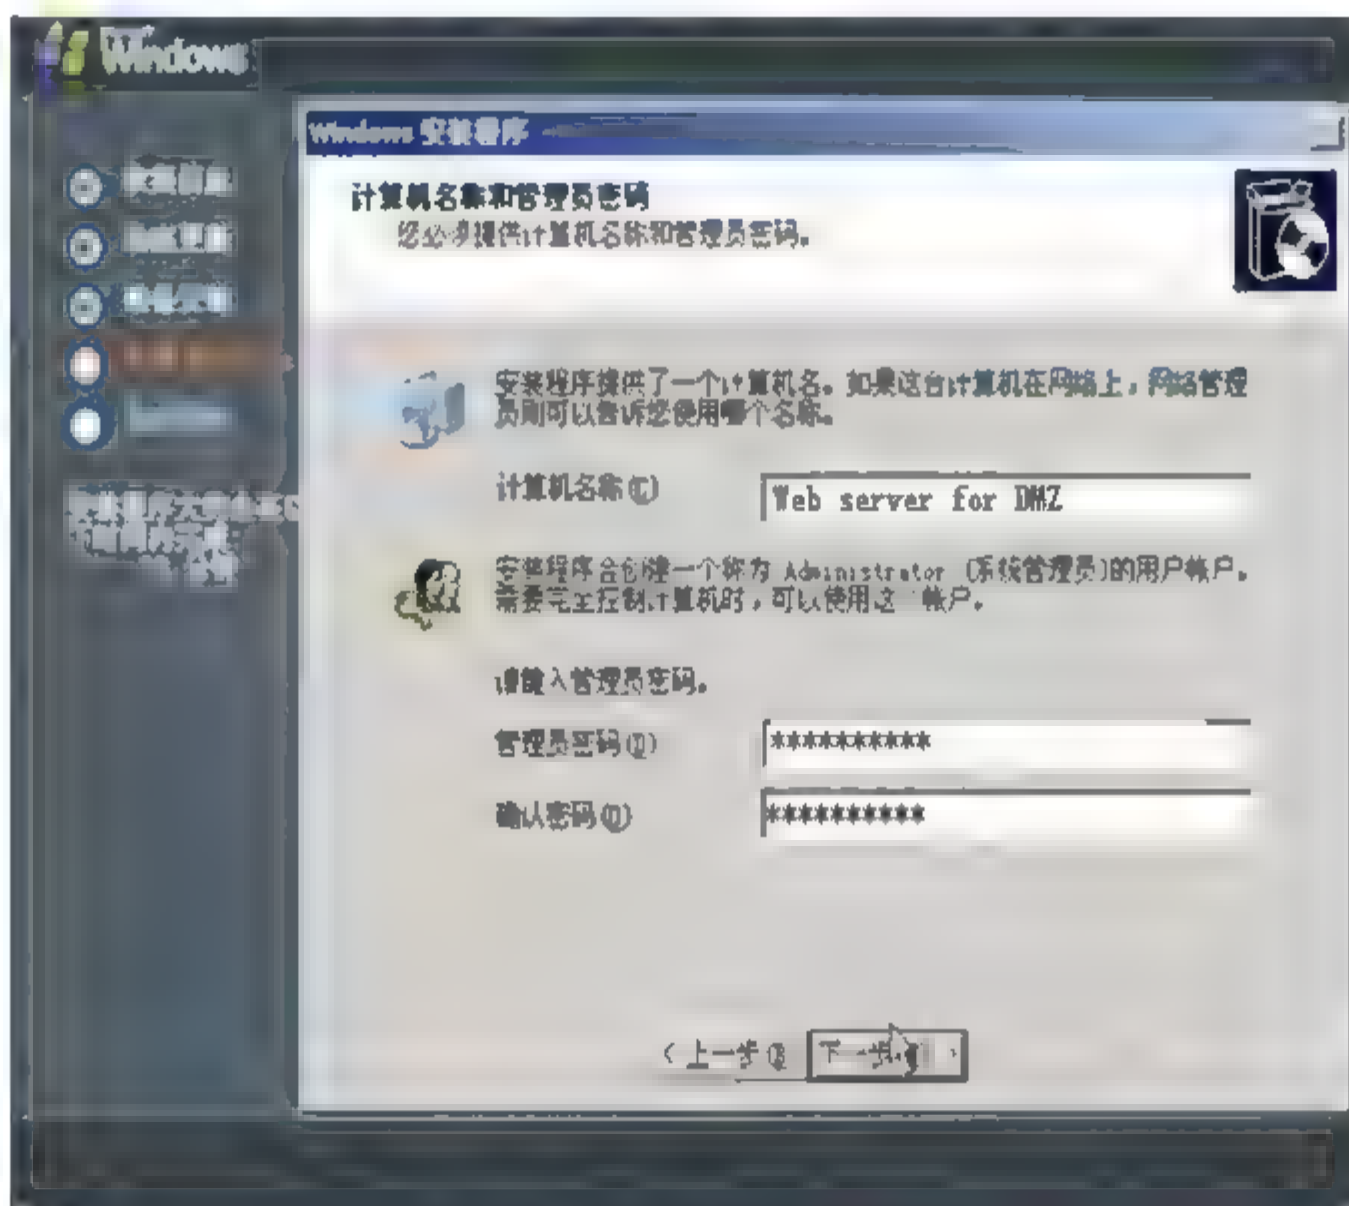 Windows
Windows 安装程序
计算机名称和管理员密码
您必须提供计算机名称和管理员密码。
安装程序提供了一个计算机名。如果这台计算机在网络上，网络管理
员则可以告诉您使用哪个名称。
计算机名称(C)
Web server for DMZ
安装程序会创建一个称为 Administrator (系统管理员)的用户帐户。
需要完全控制计算机时，可以使用这 帐户。
请键入管理员密码。
管理员密码(D)
**********
确认密码(O)
**********
< 上一步(B) 下一步 >